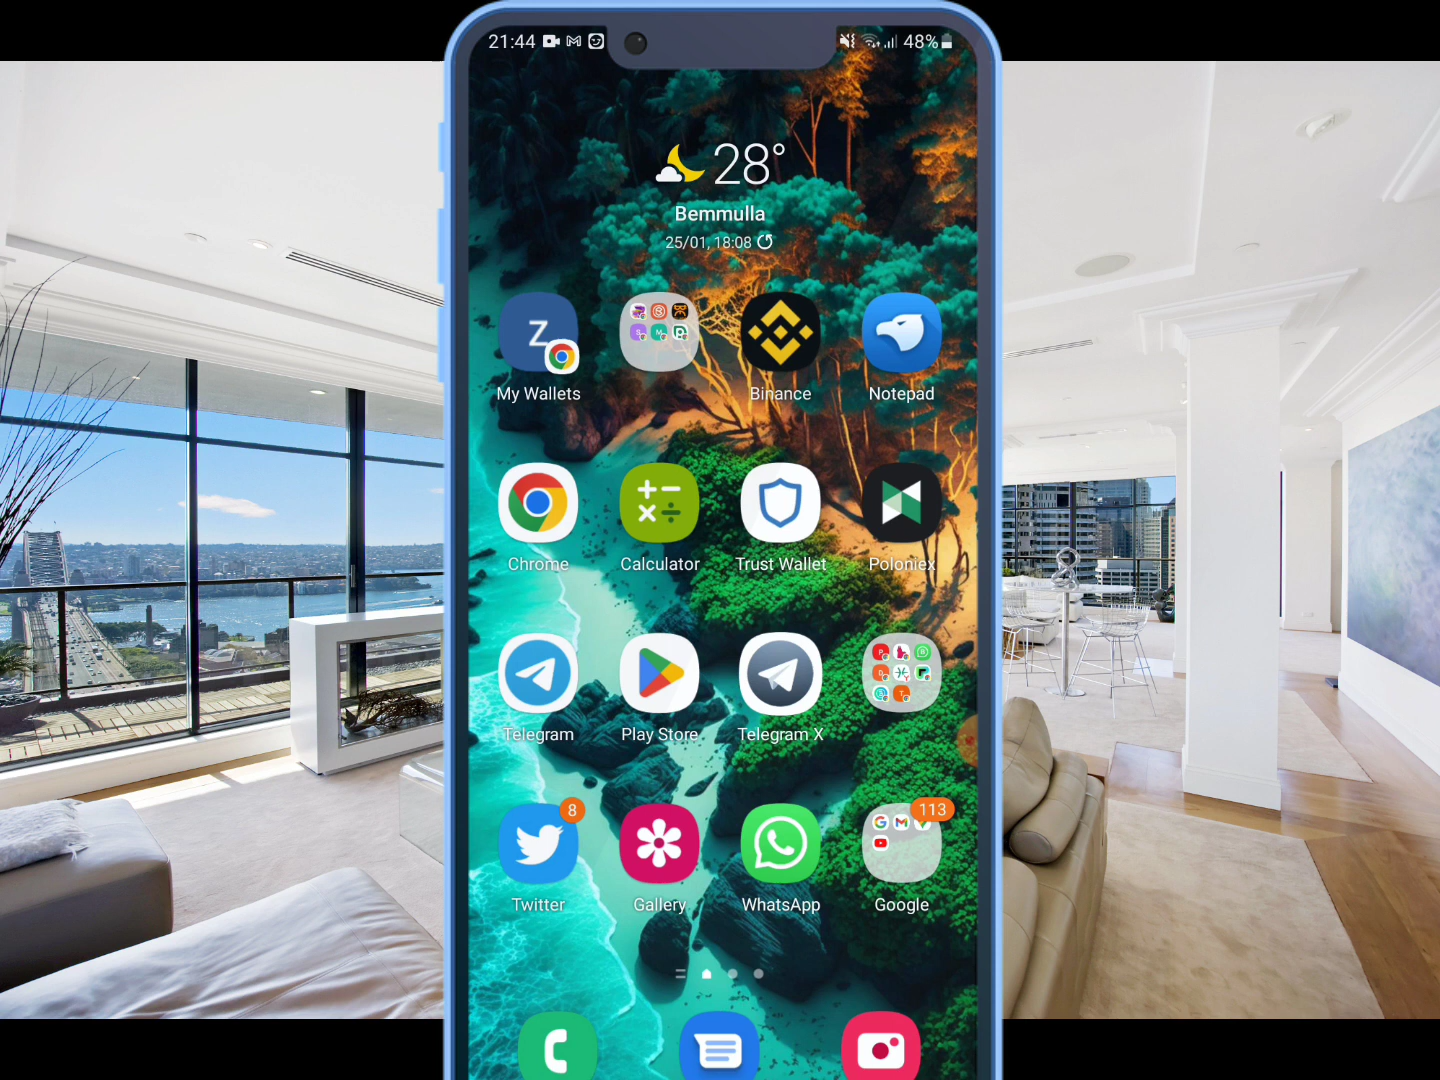 21:44
48%
28°
Bemmulla
25/01, 18:08
Z
My Wallets
Binance
Notepad
Chrome
Calculator
Trust Wallet
Poloniex
Telegram
Play Store
Telegram X
8
113
Twitter
Gallery
WhatsApp
Google